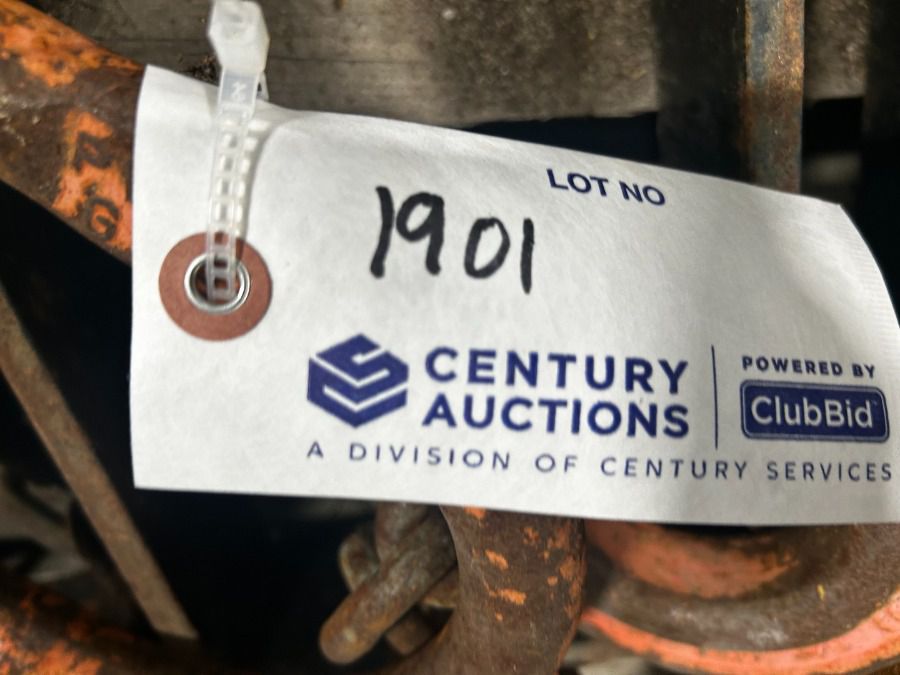 LOT NO
1901
CENTURY
AUCTIONS
A DIVISION OF CENTURY SERVICES
POWERED BY
ClubBid